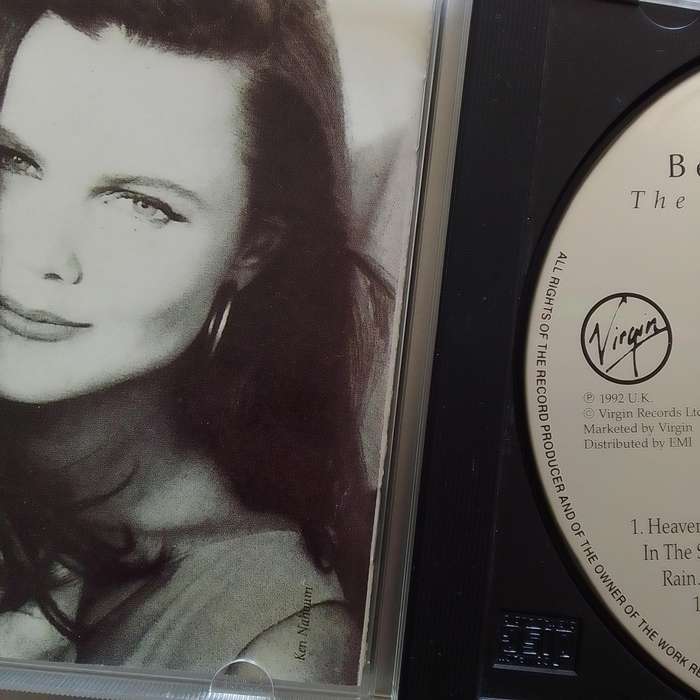 Ken Nahoum
B
The
ALL RIGHTS OF THE RECORD PRODUCER AND OF THE OWNER OF THE WORK RE
Virgin
℗ 1992 U.K.
© Virgin Records Ltd
Marketed by Virgin
Distributed by EMI
1. Heaven
In The S
Rain.
1